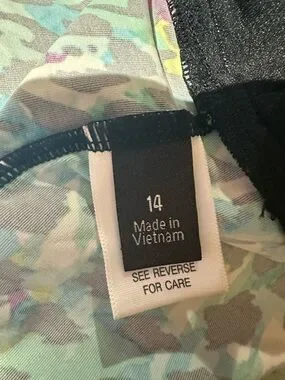 14
Made in
Vietnam
SEE REVERSE
FOR CARE